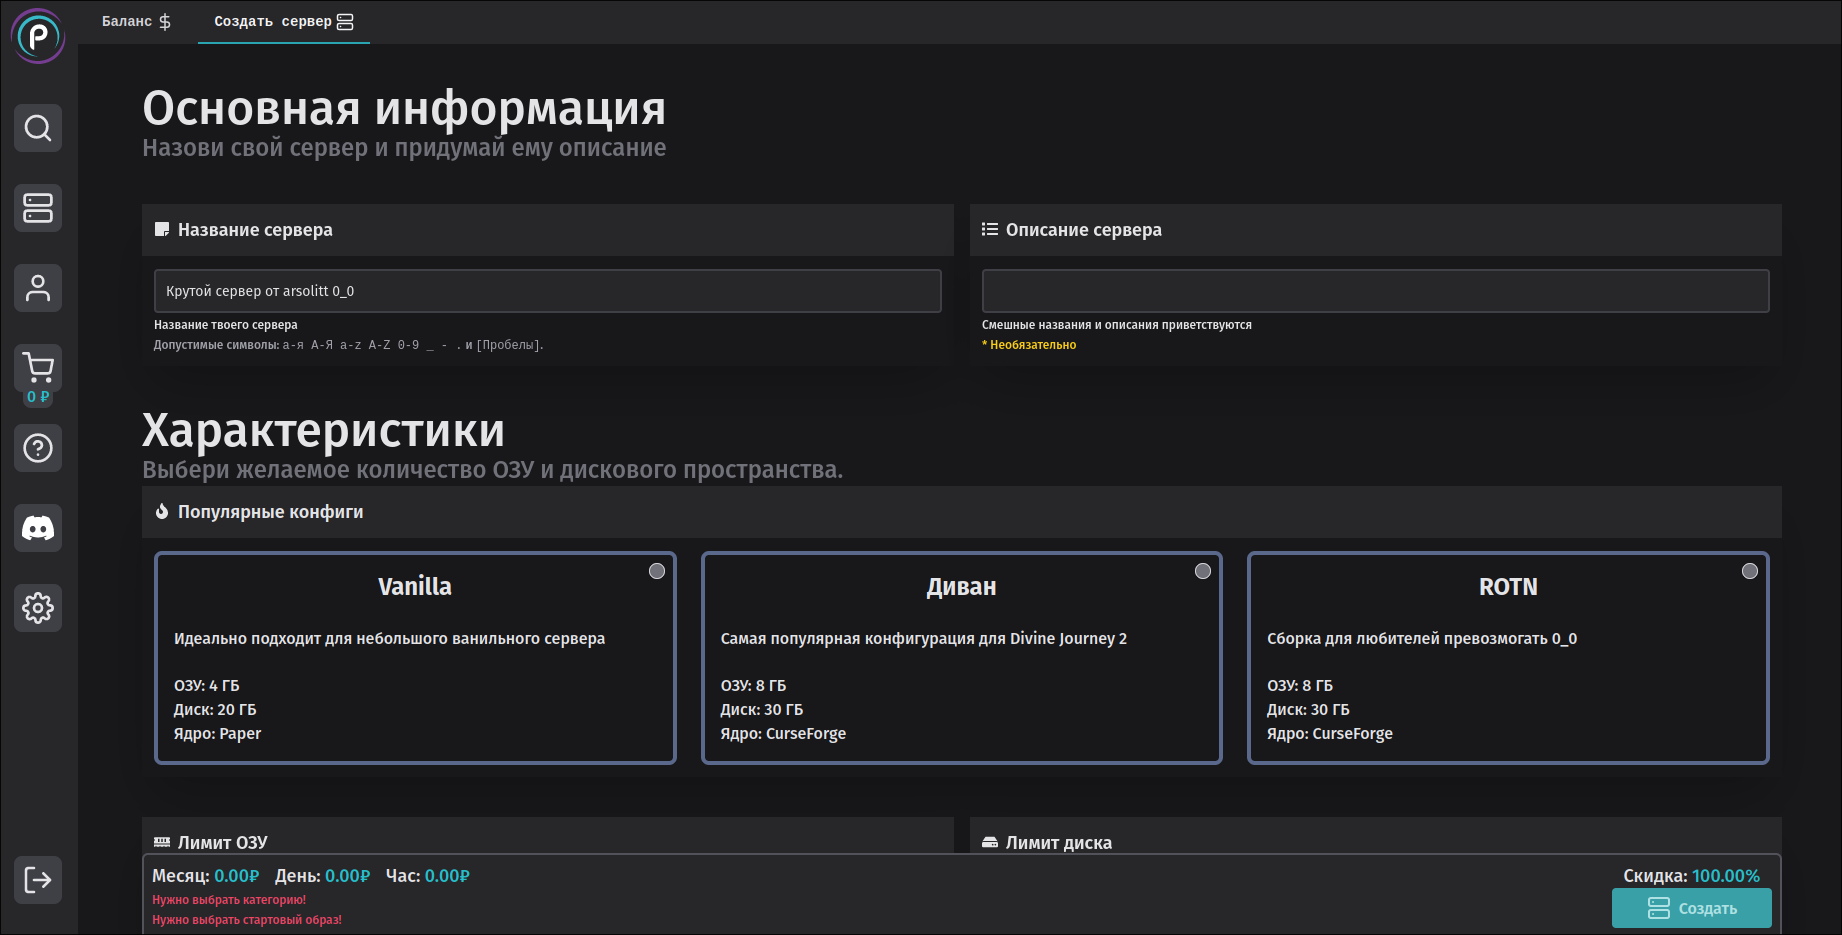 Баланс $
Создать сервер
Основная информация
Назови свой сервер и придумай ему описание
Название сервера
Крутой сервер от arsolitt 0_0
Название твоего сервера
Допустимые символы: а-я А-Я a-z A-Z 0-9 _ - . и [Пробелы].
Описание сервера
Смешные названия и описания приветствуются
* Необязательно
0 ₽
Характеристики
Выбери желаемое количество ОЗУ и дискового пространства.
Популярные конфиги
Vanilla
Идеально подходит для небольшого ванильного сервера
ОЗУ: 4 ГБ
Диск: 20 ГБ
Ядро: Paper
Диван
Самая популярная конфигурация для Divine Journey 2
ОЗУ: 8 ГБ
Диск: 30 ГБ
Ядро: CurseForge
ROTN
Сборка для любителей превозмогать 0_0
ОЗУ: 8 ГБ
Диск: 30 ГБ
Ядро: CurseForge
Лимит ОЗУ
Лимит диска
Месяц: 0.00₽ День: 0.00₽ Час: 0.00₽
Нужно выбрать категорию!
Нужно выбрать стартовый образ!
Скидка: 100.00%
Создать